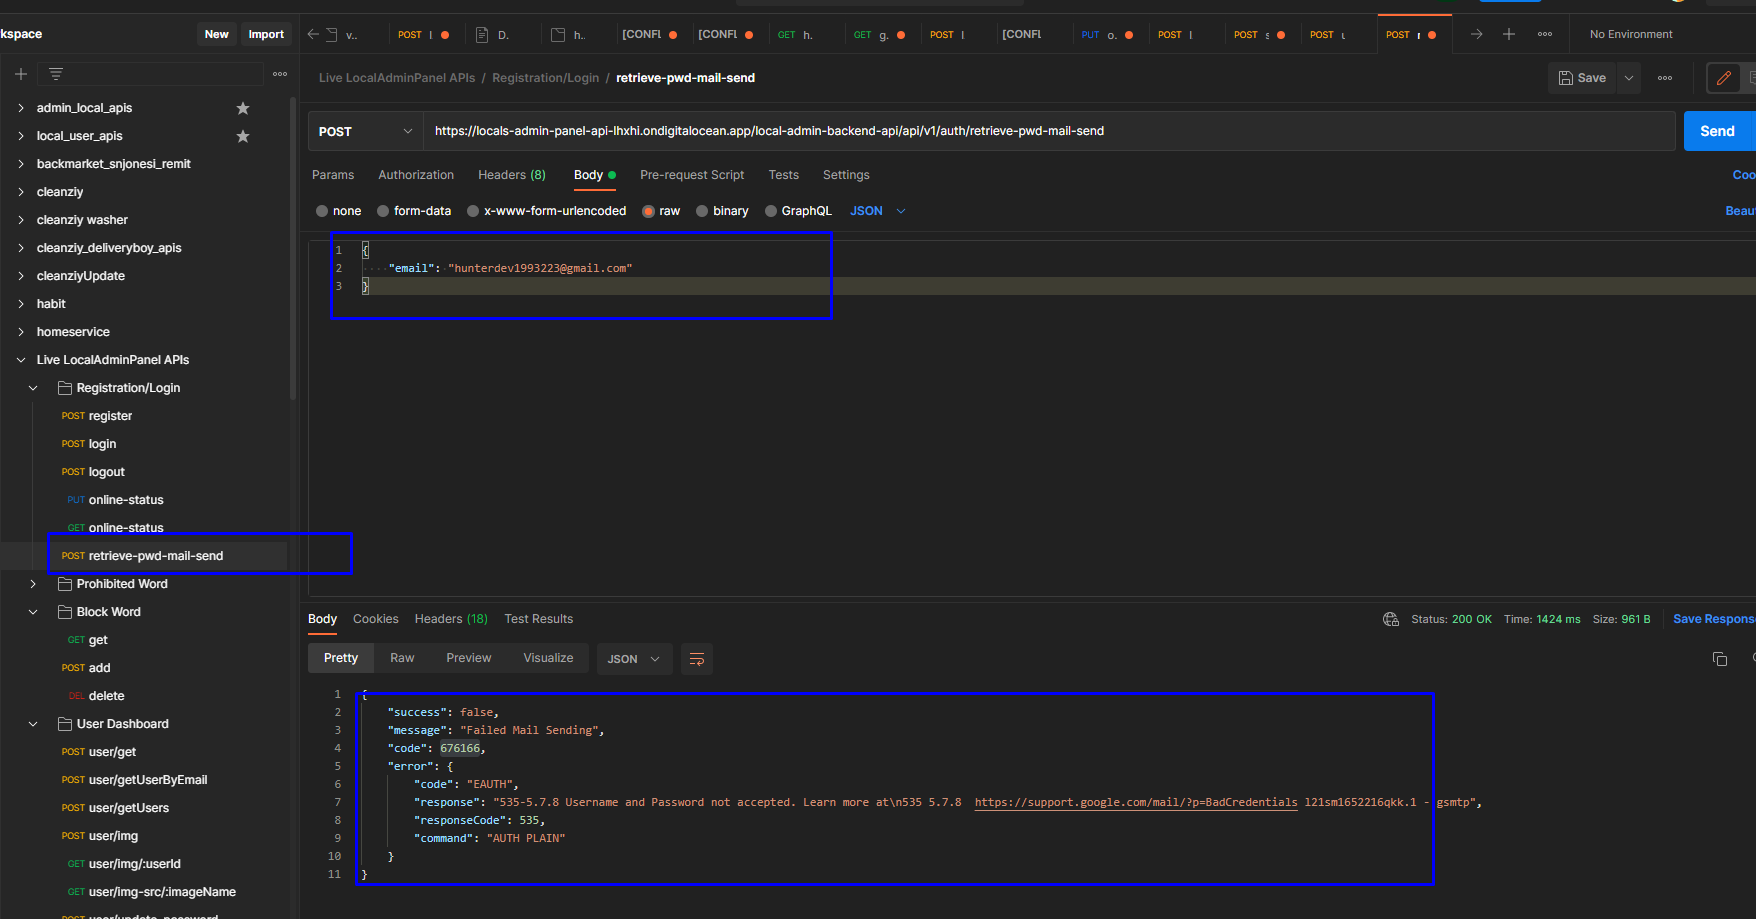 kspace
New
Import
v..
POST l
D.
h..
[CONFL
[CONFL
GET h.
GET g.
POST l
[CONFL
PUT o.
POST l
POST s
POST
POST
No Environment
Live LocalAdminPanel APIs / Registration/Login / retrieve-pwd-mail-send
Save
POST
https://locals-admin-panel-api-lhxhi.ondigitalocean.app/local-admin-backend-api/api/v1/auth/retrieve-pwd-mail-send
Send
Params
Authorization
Headers (8)
Body
Pre-request Script
Tests
Settings
Coo
none
form-data
x-www-form-urlencoded
raw
binary
GraphQL
JSON
Beau
1 {
2 "email": "hunterdev1993223@gmail.com"
3 }
admin_local_apis
local_user_apis
backmarket_snjonesi_remit
cleanziy
cleanziy washer
cleanziy_deliveryboy_apis
cleanziyUpdate
habit
homeservice
Live LocalAdminPanel APIs
Registration/Login
POST register
POST login
POST logout
PUT online-status
GET online-status
POST retrieve-pwd-mail-send
Prohibited Word
Block Word
GET get
POST add
DEL delete
User Dashboard
POST user/get
POST user/getUserByEmail
POST user/getUsers
POST user/img
GET user/img/:userId
GET user/img-src/:imageName
POST user/update-password
Body
Cookies
Headers (18)
Test Results
Status: 200 OK
Time: 1424 ms
Size: 961 B
Save Respons
Pretty
Raw
Preview
Visualize
JSON
1 {
2 "success": false,
3 "message": "Failed Mail Sending",
4 "code": 676166,
5 "error": {
6 "code": "EAUTH",
7 "response": "535-5.7.8 Username and Password not accepted. Learn more at\n535 5.7.8  https://support.google.com/mail/?p=BadCredentials l21sm1652216qkk.1 - gsmtp",
8 "responseCode": 535,
9 "command": "AUTH PLAIN"
10 }
11 }